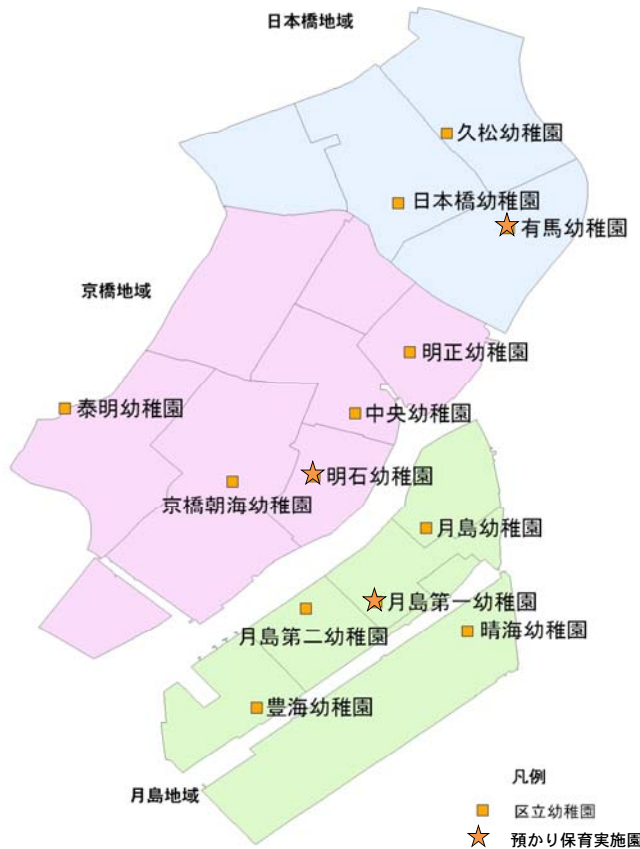 日本橋地域
久松幼稚園
日本橋幼稚園
有馬幼稚園
京橋地域
明正幼稚園
泰明幼稚園
中央幼稚園
明石幼稚園
京橋朝海幼稚園
月島幼稚園
月島第一幼稚園
月島第二幼稚園
晴海幼稚園
豊海幼稚園
月島地域
凡例
区立幼稚園
預かり保育実施園